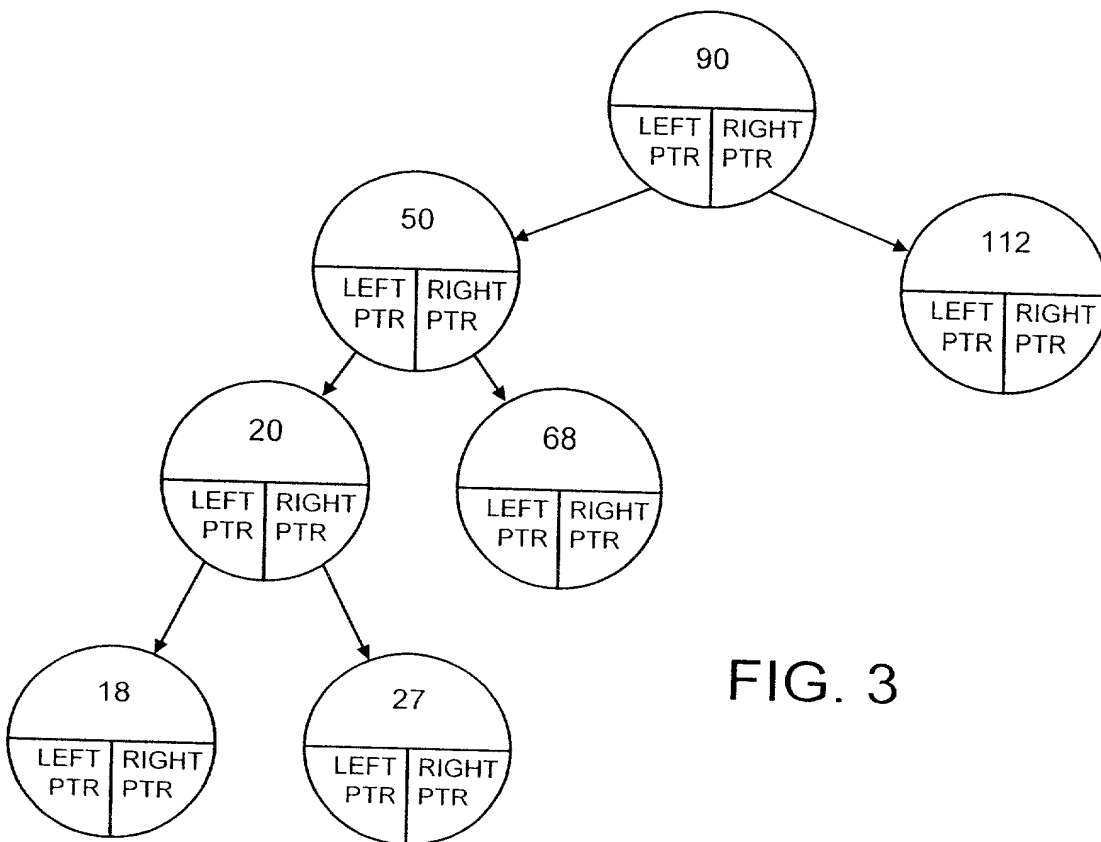 90
LEFT RIGHT
PTR PTR
50
LEFT RIGHT
PTR PTR
112
LEFT RIGHT
PTR PTR
20
LEFT RIGHT
PTR PTR
68
LEFT RIGHT
PTR PTR
18
LEFT RIGHT
PTR PTR
27
LEFT RIGHT
PTR PTR
FIG. 3